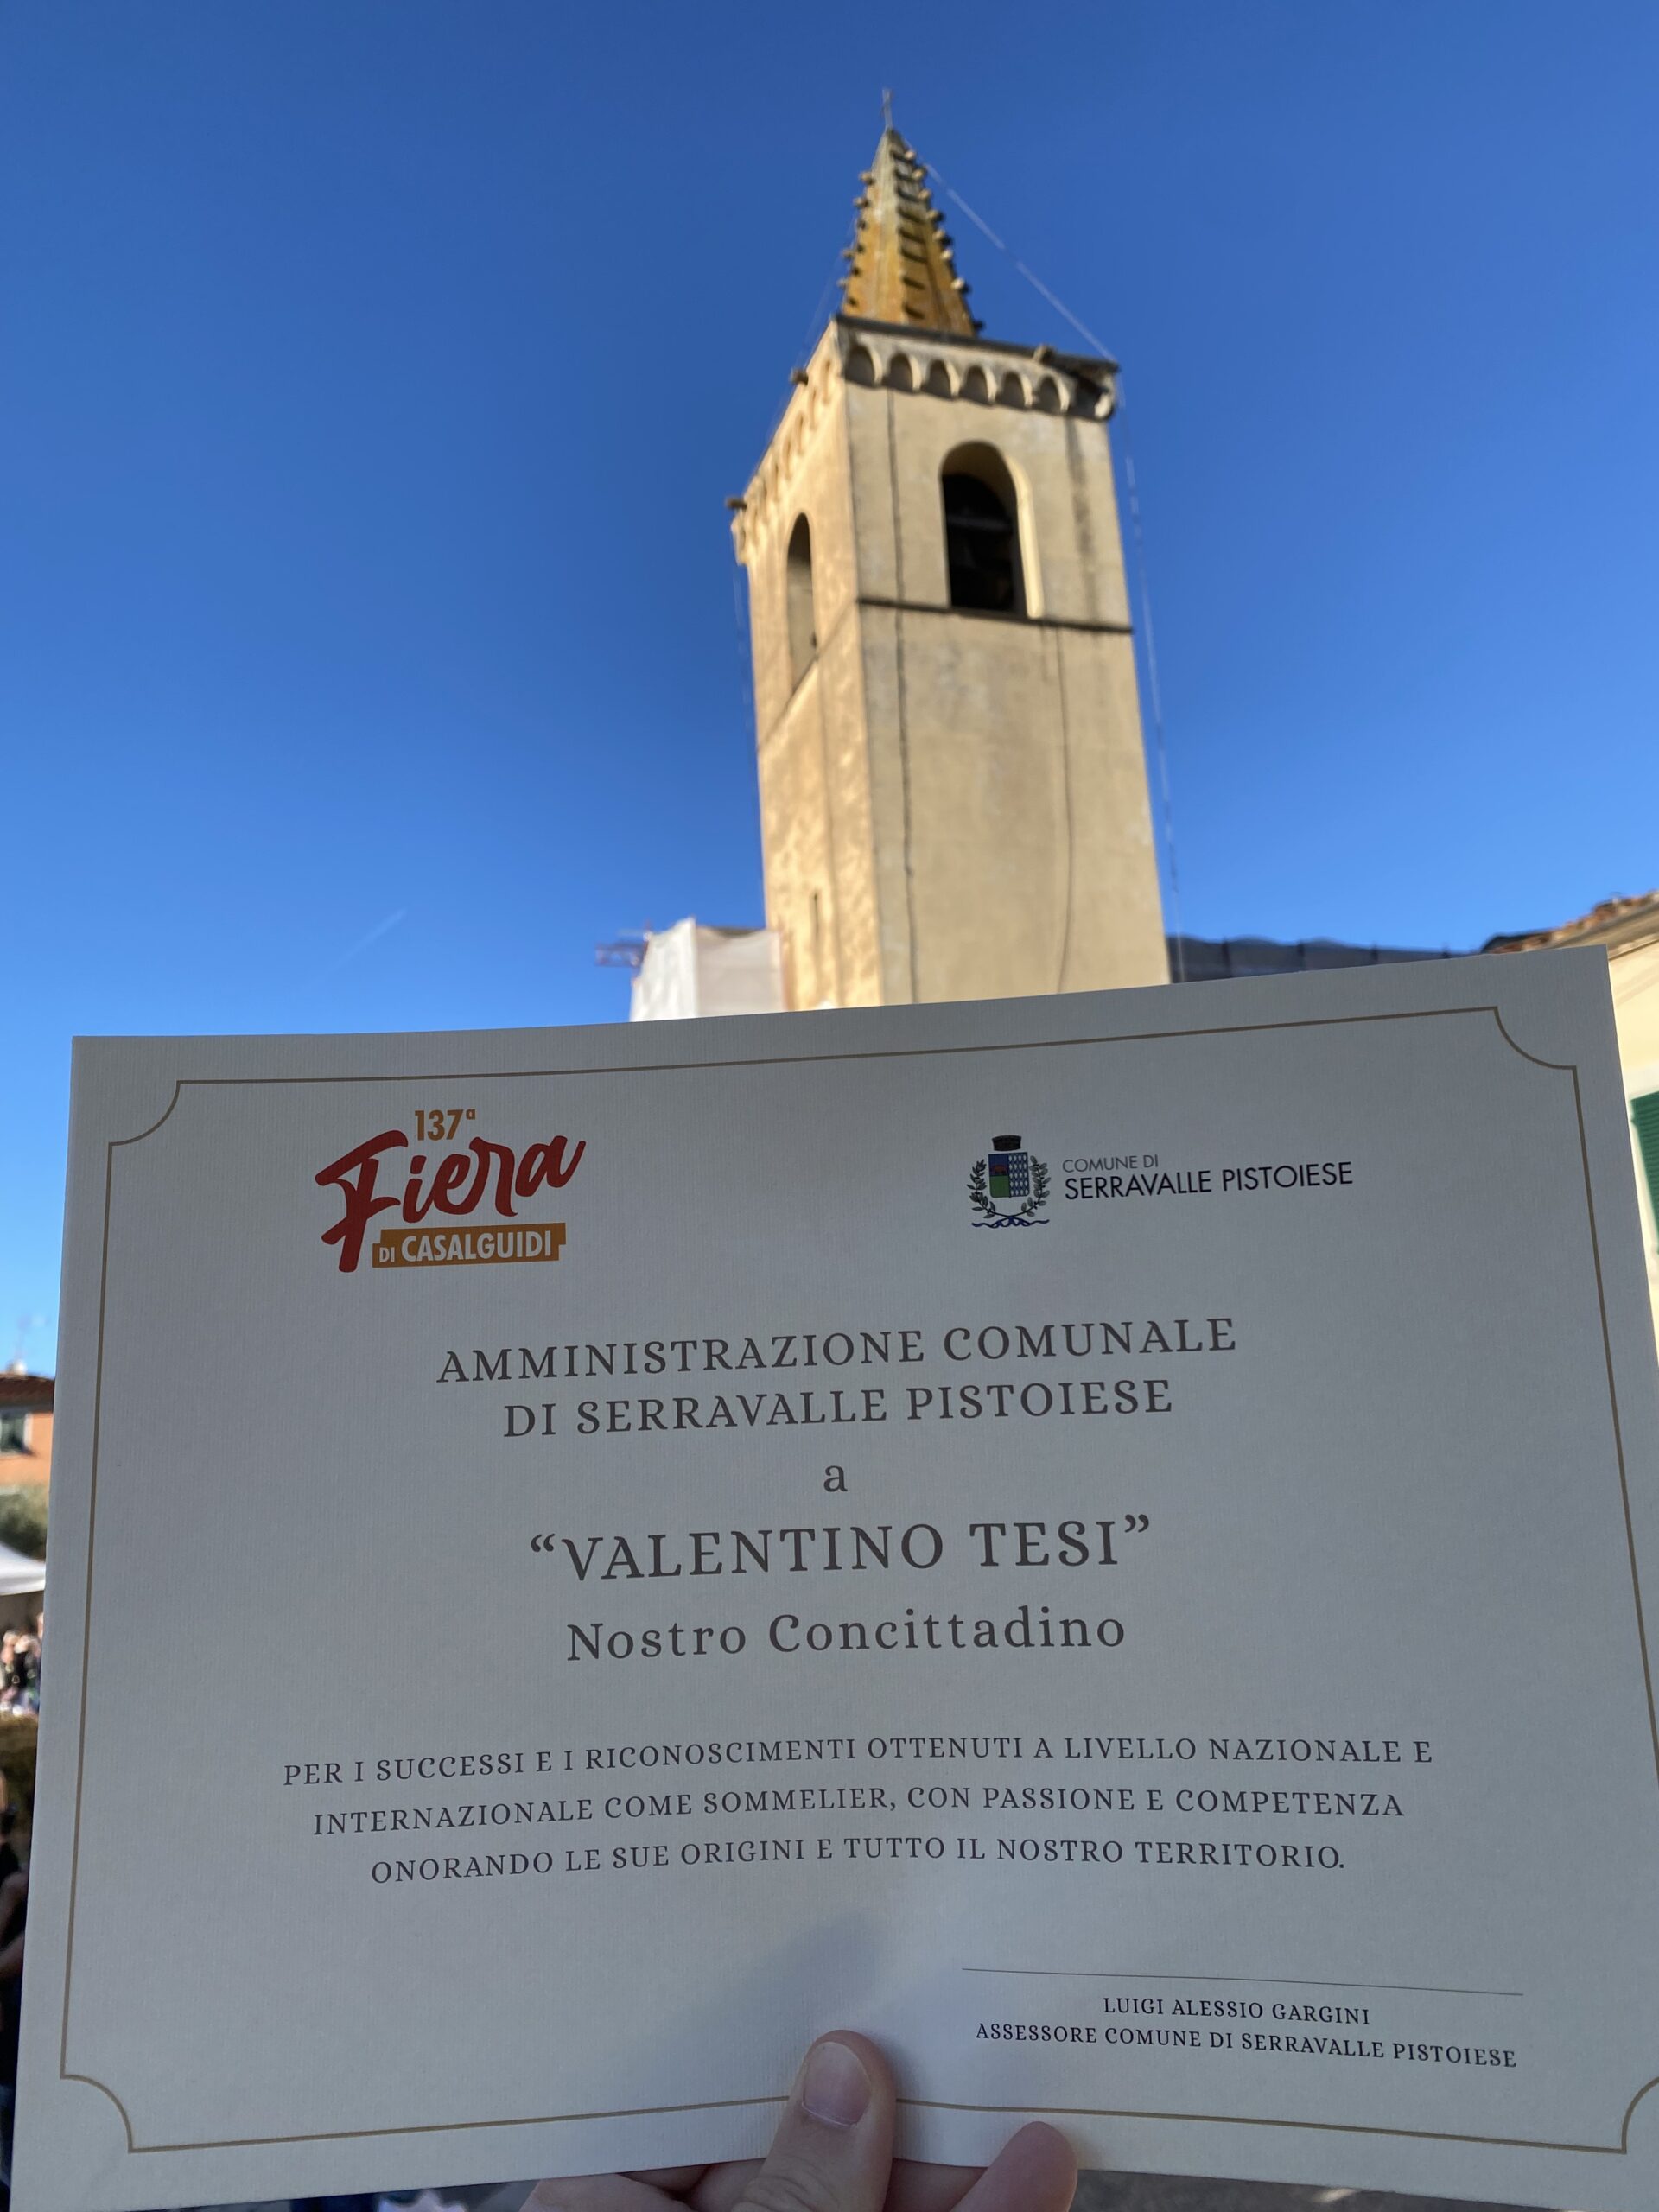 137ª
Fiera
DI CASALGUIDI
COMUNE DI
SERRAVALLE PISTOIESE
AMMINISTRAZIONE COMUNALE
DI SERRAVALLE PISTOIESE
a
“VALENTINO TESI”
Nostro Concittadino
PER I SUCCESSI E I RICONOSCIMENTI OTTENUTI A LIVELLO NAZIONALE E
INTERNAZIONALE COME SOMMELIER, CON PASSIONE E COMPETENZA
ONORANDO LE SUE ORIGINI E TUTTO IL NOSTRO TERRITORIO.
LUIGI ALESSIO GARGINI
ASSESSORE COMUNE DI SERRAVALLE PISTOIESE